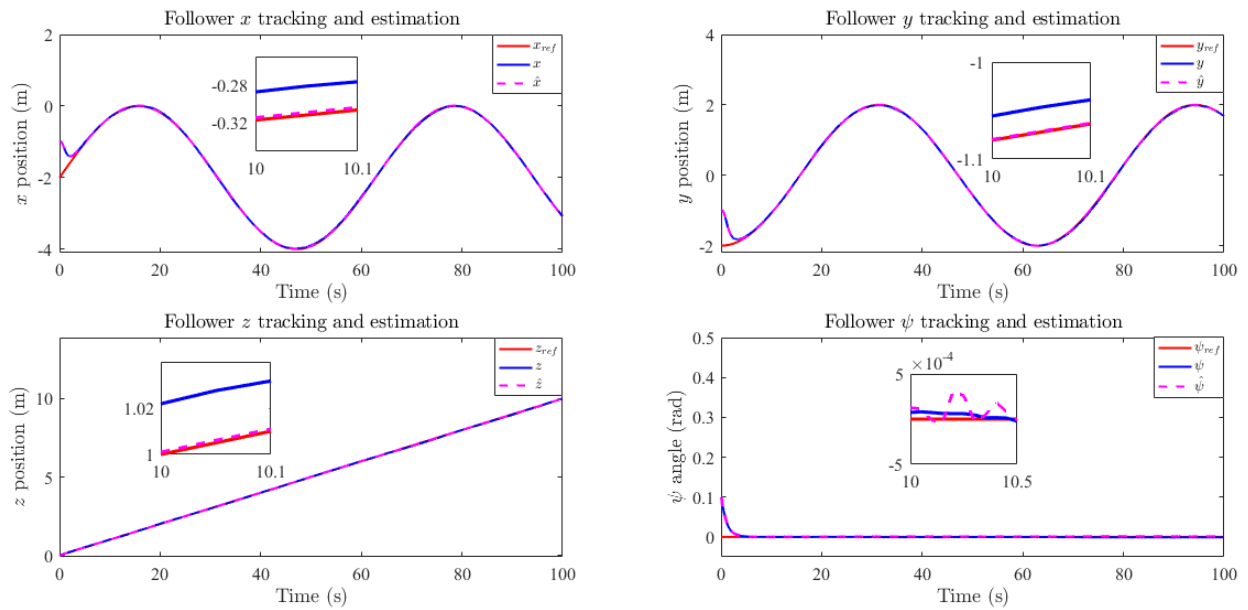 Follower x tracking and estimation
x position (m)
2
0
-2
-4
0 20 40 60 80 100
Time (s)
x_ref
x
x̂
-0.28
-0.32
10 10.1
Follower y tracking and estimation
y position (m)
4
2
0
-2
0 20 40 60 80 100
Time (s)
y_ref
y
ŷ
-1
-1.1
10 10.1
Follower z tracking and estimation
z position (m)
10
5
0
0 20 40 60 80 100
Time (s)
z_ref
z
ẑ
1.02
1
10 10.1
Follower ψ tracking and estimation
ψ angle (rad)
0.5
0.4
0.3
0.2
0.1
0
0 20 40 60 80 100
Time (s)
ψ_ref
ψ
ψ̂
×10⁻⁴
5
-5
10 10.5